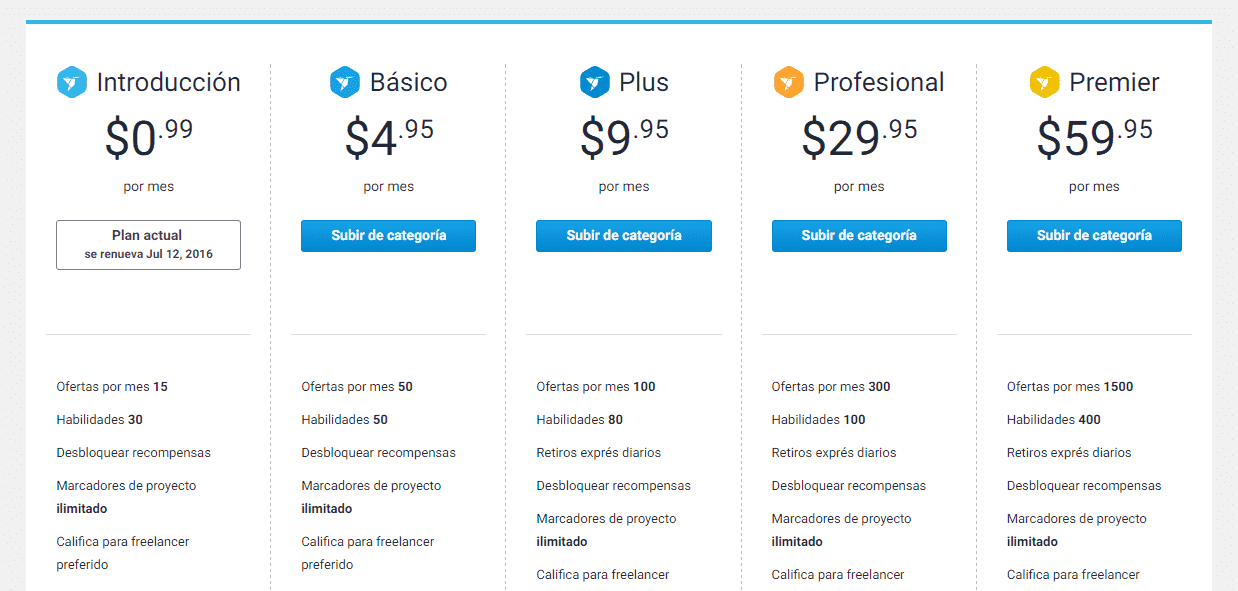 Introducción
$0.99
por mes
Plan actual
se renueva Jul 12, 2016
Ofertas por mes 15
Habilidades 30
Desbloquear recompensas
Marcadores de proyecto
ilimitado
Califica para freelancer
preferido
Básico
$4.95
por mes
Subir de categoría
Ofertas por mes 50
Habilidades 50
Desbloquear recompensas
Marcadores de proyecto
ilimitado
Califica para freelancer
preferido
Plus
$9.95
por mes
Subir de categoría
Ofertas por mes 100
Habilidades 80
Retiros exprés diarios
Desbloquear recompensas
Marcadores de proyecto
ilimitado
Califica para freelancer
Profesional
$29.95
por mes
Subir de categoría
Ofertas por mes 300
Habilidades 100
Retiros exprés diarios
Desbloquear recompensas
Marcadores de proyecto
ilimitado
Califica para freelancer
Premier
$59.95
por mes
Subir de categoría
Ofertas por mes 1500
Habilidades 400
Retiros exprés diarios
Desbloquear recompensas
Marcadores de proyecto
ilimitado
Califica para freelancer